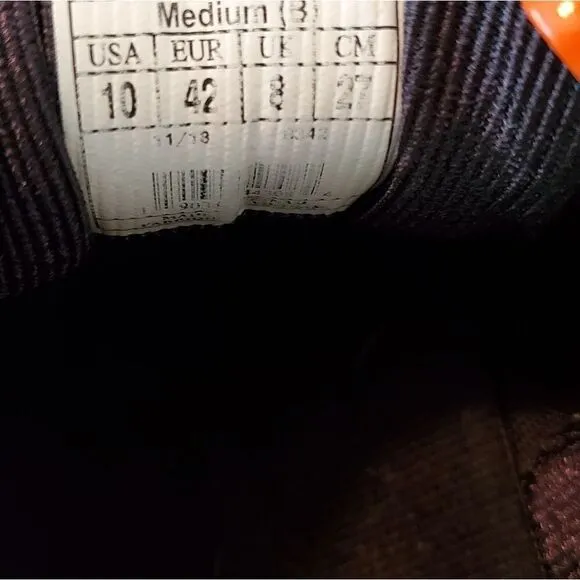 Medium (B)
USA EUR UK CM
10 42 8 27
11/13